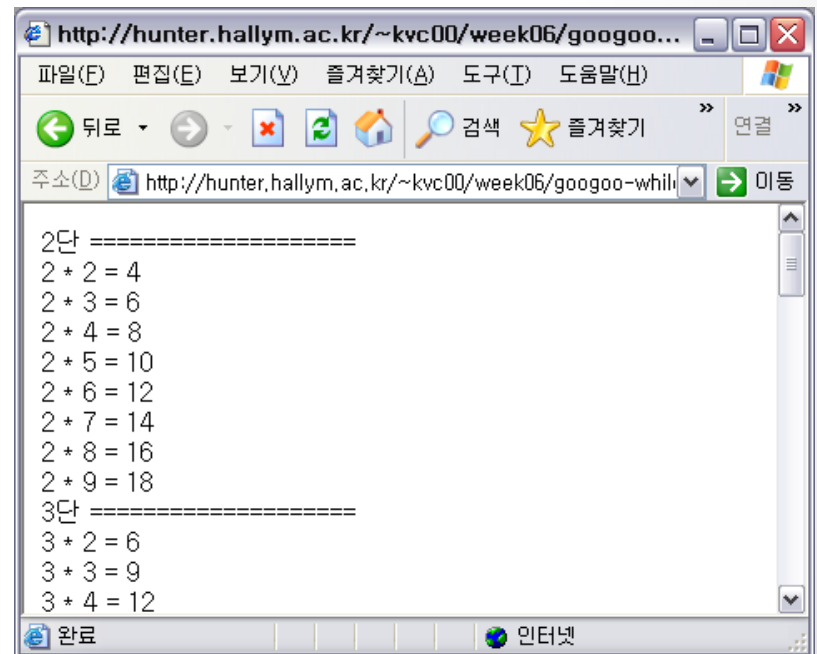 http://hunter.hallym.ac.kr/~kvc00/week06/googoo...
파일(F) 편집(E) 보기(V) 즐겨찾기(A) 도구(T) 도움말(H)
뒤로 검색 즐겨찾기 » 연결 »
주소(D) http://hunter.hallym.ac.kr/~kvc00/week06/googoo-while 이동
2단 ====================
2 * 2 = 4
2 * 3 = 6
2 * 4 = 8
2 * 5 = 10
2 * 6 = 12
2 * 7 = 14
2 * 8 = 16
2 * 9 = 18
3단 ====================
3 * 2 = 6
3 * 3 = 9
3 * 4 = 12
완료 인터넷